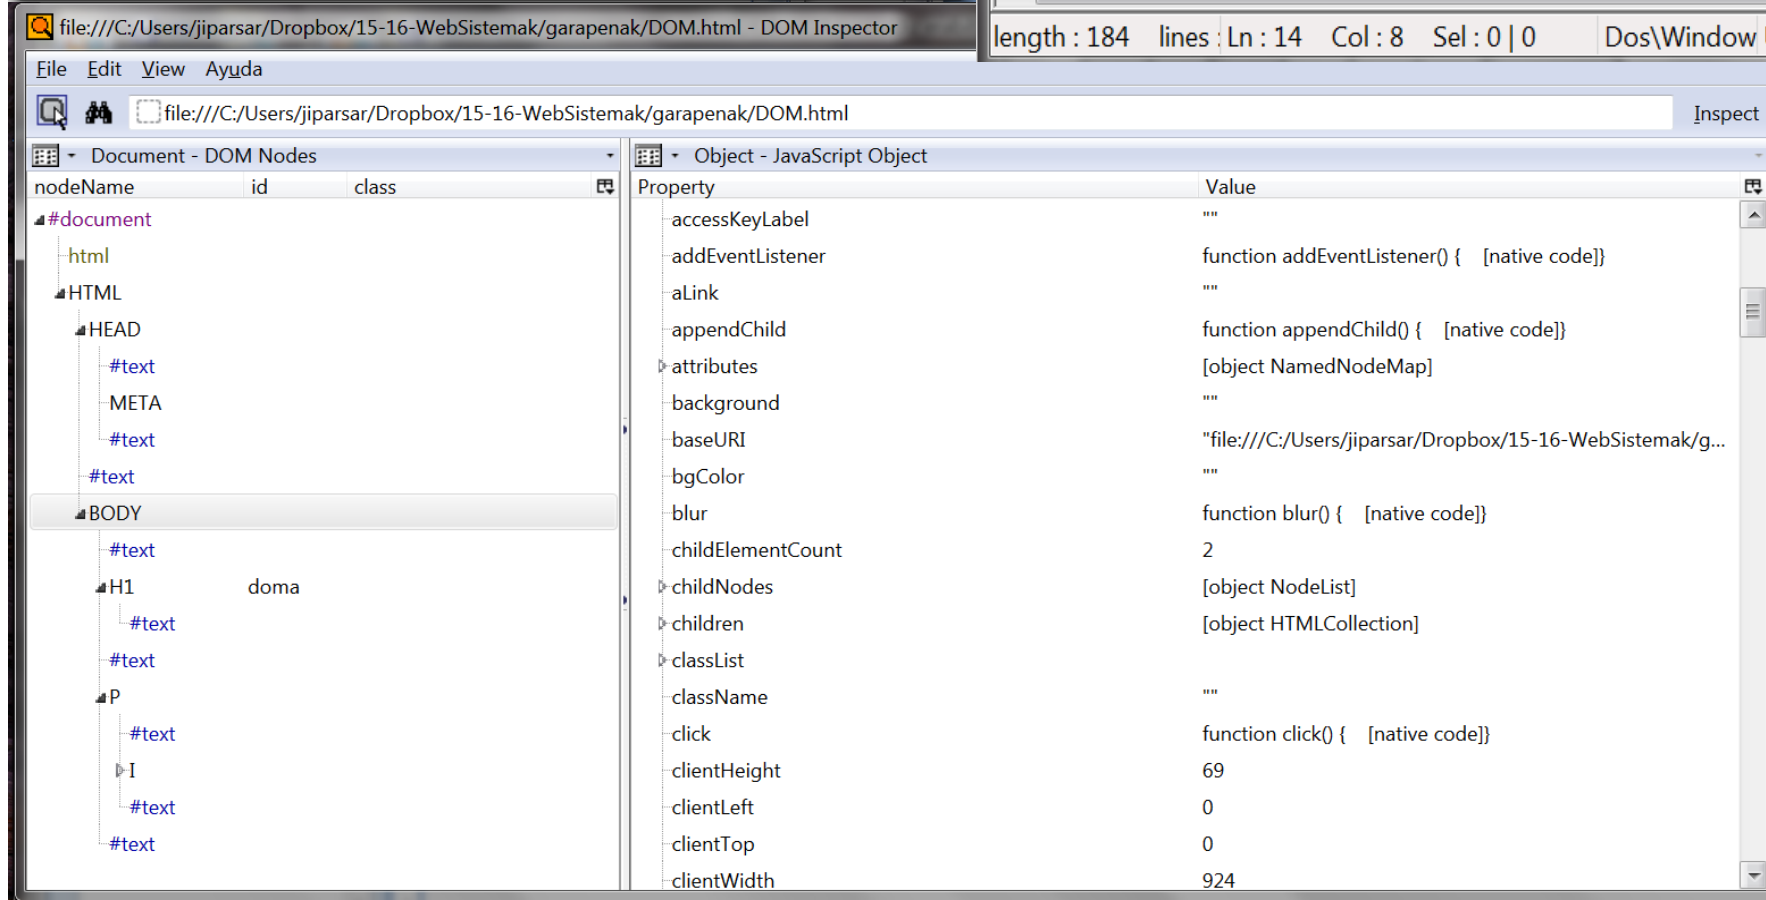 file:///C:/Users/jiparsar/Dropbox/15-16-WebSistemak/garapenak/DOM.html - DOM Inspector
length : 184 lines : Ln : 14 Col : 8 Sel : 0 | 0 Dos\Window
File Edit View Ayuda
file:///C:/Users/jiparsar/Dropbox/15-16-WebSistemak/garapenak/DOM.html Inspect
Document - DOM Nodes
nodeName id class
#document
html
HTML
HEAD
#text
META
#text
#text
BODY
#text
H1 doma
#text
#text
P
#text
I
#text
#text
Object - JavaScript Object
Property Value
accessKeyLabel ""
addEventListener function addEventListener() { [native code]}
aLink ""
appendChild function appendChild() { [native code]}
attributes [object NamedNodeMap]
background ""
baseURI "file:///C:/Users/jiparsar/Dropbox/15-16-WebSistemak/g...
bgColor ""
blur function blur() { [native code]}
childElementCount 2
childNodes [object NodeList]
children [object HTMLCollection]
classList
className ""
click function click() { [native code]}
clientHeight 69
clientLeft 0
clientTop 0
clientWidth 924